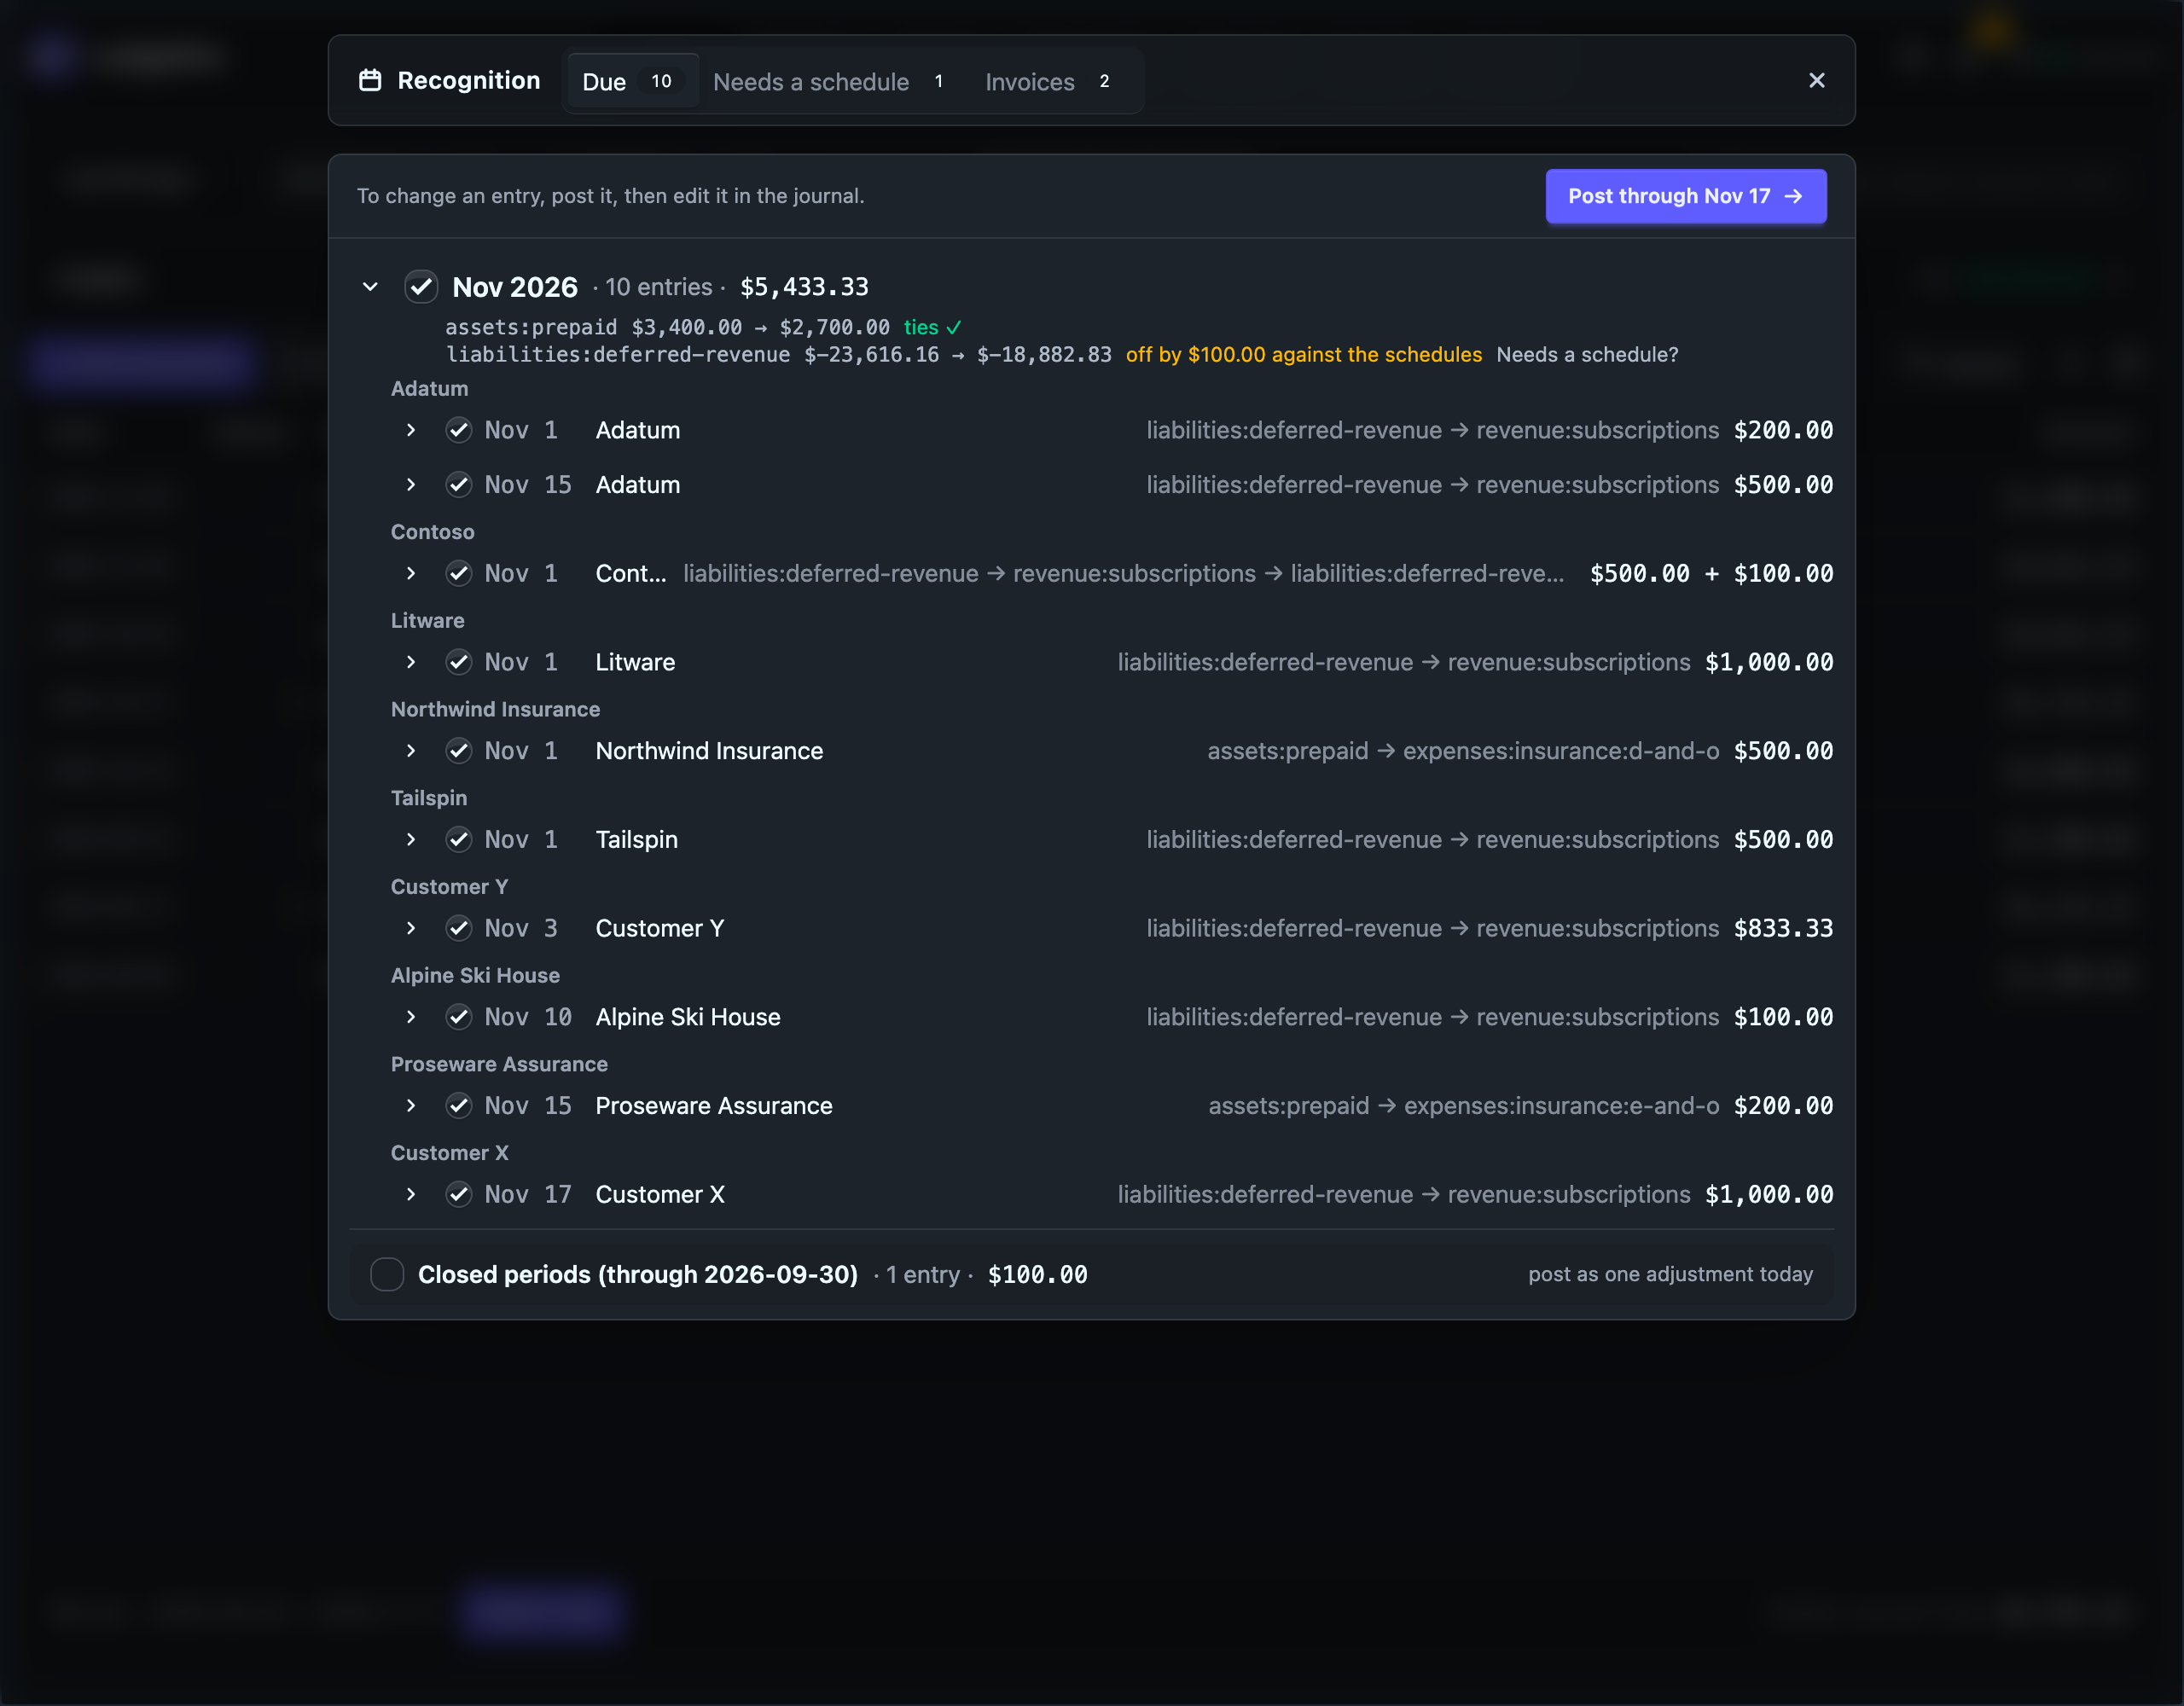 Recognition Due 10 Needs a schedule 1 Invoices 2
To change an entry, post it, then edit it in the journal. Post through Nov 17 →
Nov 2026 · 10 entries · $5,433.33
assets:prepaid $3,400.00 → $2,700.00 ties ✓
liabilities:deferred-revenue $-23,616.16 → $-18,882.83 off by $100.00 against the schedules Needs a schedule?
Adatum
Nov 1 Adatum liabilities:deferred-revenue → revenue:subscriptions $200.00
Nov 15 Adatum liabilities:deferred-revenue → revenue:subscriptions $500.00
Contoso
Nov 1 Cont... liabilities:deferred-revenue → revenue:subscriptions → liabilities:deferred-reve... $500.00 + $100.00
Litware
Nov 1 Litware liabilities:deferred-revenue → revenue:subscriptions $1,000.00
Northwind Insurance
Nov 1 Northwind Insurance assets:prepaid → expenses:insurance:d-and-o $500.00
Tailspin
Nov 1 Tailspin liabilities:deferred-revenue → revenue:subscriptions $500.00
Customer Y
Nov 3 Customer Y liabilities:deferred-revenue → revenue:subscriptions $833.33
Alpine Ski House
Nov 10 Alpine Ski House liabilities:deferred-revenue → revenue:subscriptions $100.00
Proseware Assurance
Nov 15 Proseware Assurance assets:prepaid → expenses:insurance:e-and-o $200.00
Customer X
Nov 17 Customer X liabilities:deferred-revenue → revenue:subscriptions $1,000.00
Closed periods (through 2026-09-30) · 1 entry · $100.00 post as one adjustment today